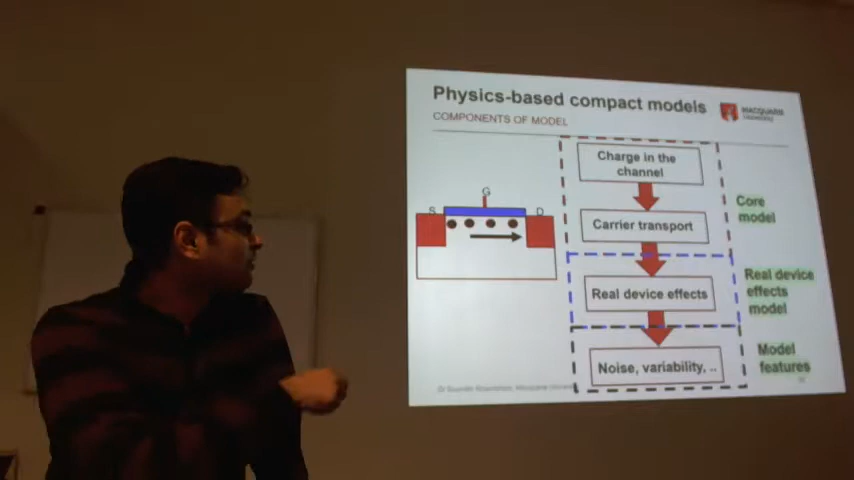 Physics-based compact models
MACQUARIE
University
COMPONENTS OF MODEL
Charge in the
channel
G
S
D
Core
model
Carrier transport
Real device effects
Real device
effects
model
Noise, variability, ..
Model
features